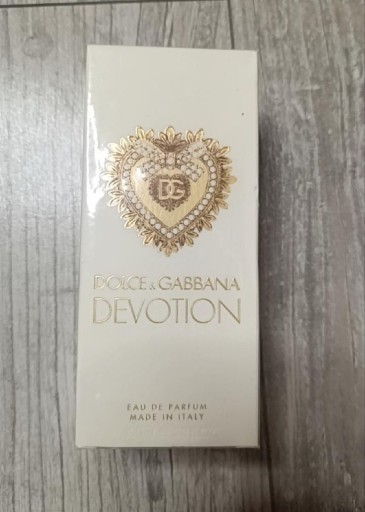 DG
DOLCE & GABBANA
DEVOTION
EAU DE PARFUM
MADE IN ITALY